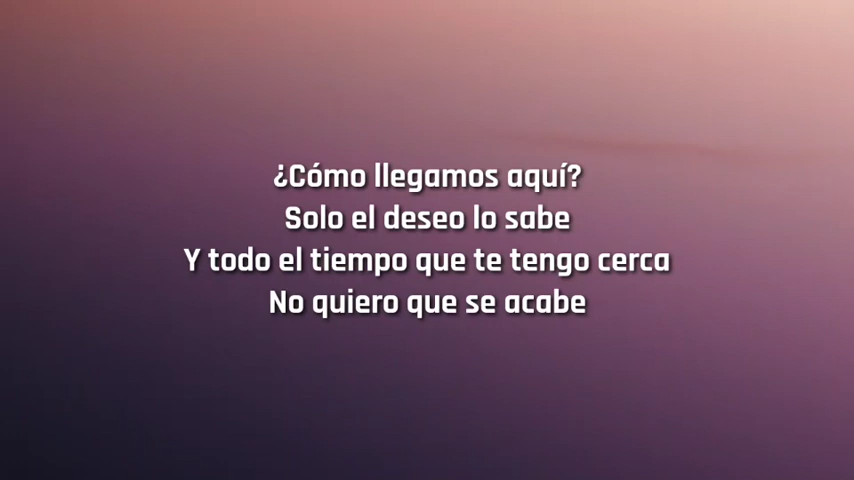 ¿Cómo llegamos aquí?
Solo el deseo lo sabe
Y todo el tiempo que te tengo cerca
No quiero que se acabe